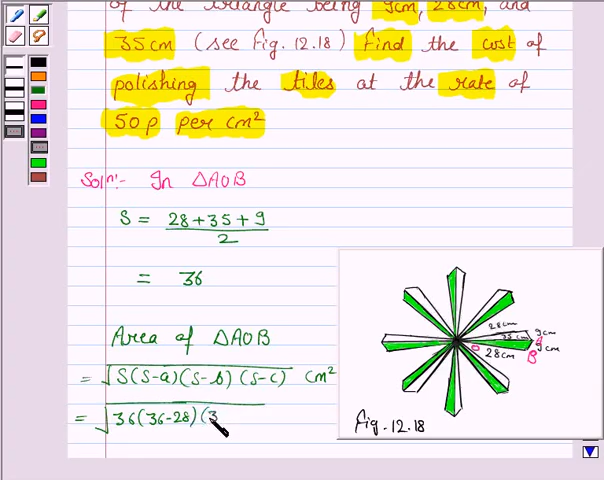 of the triangle being 9cm, 28cm, and
35cm (see Fig. 12.18) Find the cost of
polishing the tiles at the rate of
50p per cm²
Soln:- In △AOB
S = 28+35+9
2
= 36
Area of △AOB
= √S(S-a)(S-b)(S-c) cm²
= √36(36-28)(3
28cm
9cm
A
35cm
9cm
O
28cm
B
Fig. 12.18